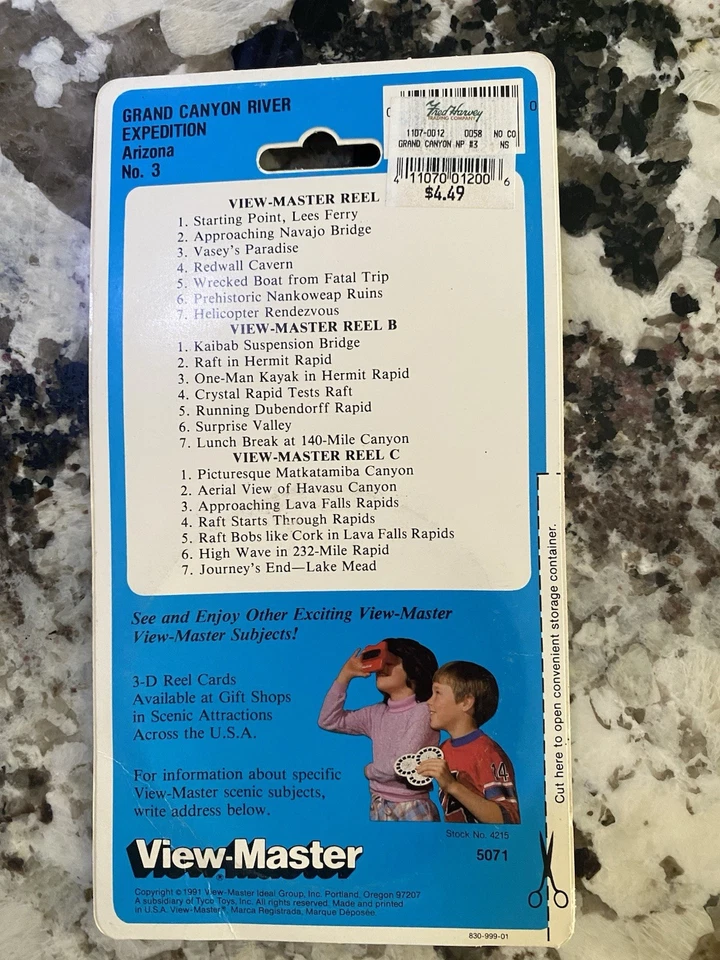 GRAND CANYON RIVER
EXPEDITION
Arizona
No. 3
Fred Harvey
TRADING COMPANY
1107-0012 0058 NO CO
GRAND CANYON NP #3 NS
4 11070 01200 6
$4.49
VIEW-MASTER REEL
1. Starting Point, Lees Ferry
2. Approaching Navajo Bridge
3. Vasey's Paradise
4. Redwall Cavern
5. Wrecked Boat from Fatal Trip
6. Prehistoric Nankoweap Ruins
7. Helicopter Rendezvous
VIEW-MASTER REEL B
1. Kaibab Suspension Bridge
2. Raft in Hermit Rapid
3. One-Man Kayak in Hermit Rapid
4. Crystal Rapid Tests Raft
5. Running Dubendorff Rapid
6. Surprise Valley
7. Lunch Break at 140-Mile Canyon
VIEW-MASTER REEL C
1. Picturesque Matkatamiba Canyon
2. Aerial View of Havasu Canyon
3. Approaching Lava Falls Rapids
4. Raft Starts Through Rapids
5. Raft Bobs like Cork in Lava Falls Rapids
6. High Wave in 232-Mile Rapid
7. Journey's End—Lake Mead
See and Enjoy Other Exciting View-Master
View-Master Subjects!
3-D Reel Cards
Available at Gift Shops
in Scenic Attractions
Across the U.S.A.
For information about specific
View-Master scenic subjects,
write address below.
14
Stock No. 4215
5071
View-Master®
Copyright © 1991 View-Master Ideal Group, Inc. Portland, Oregon 97207
A subsidiary of Tyco Toys, Inc. All rights reserved. Made and printed
in U.S.A. View-Master®, Marca Registrada, Marque Déposée.
830-999-01
Cut here to open convenient storage container.